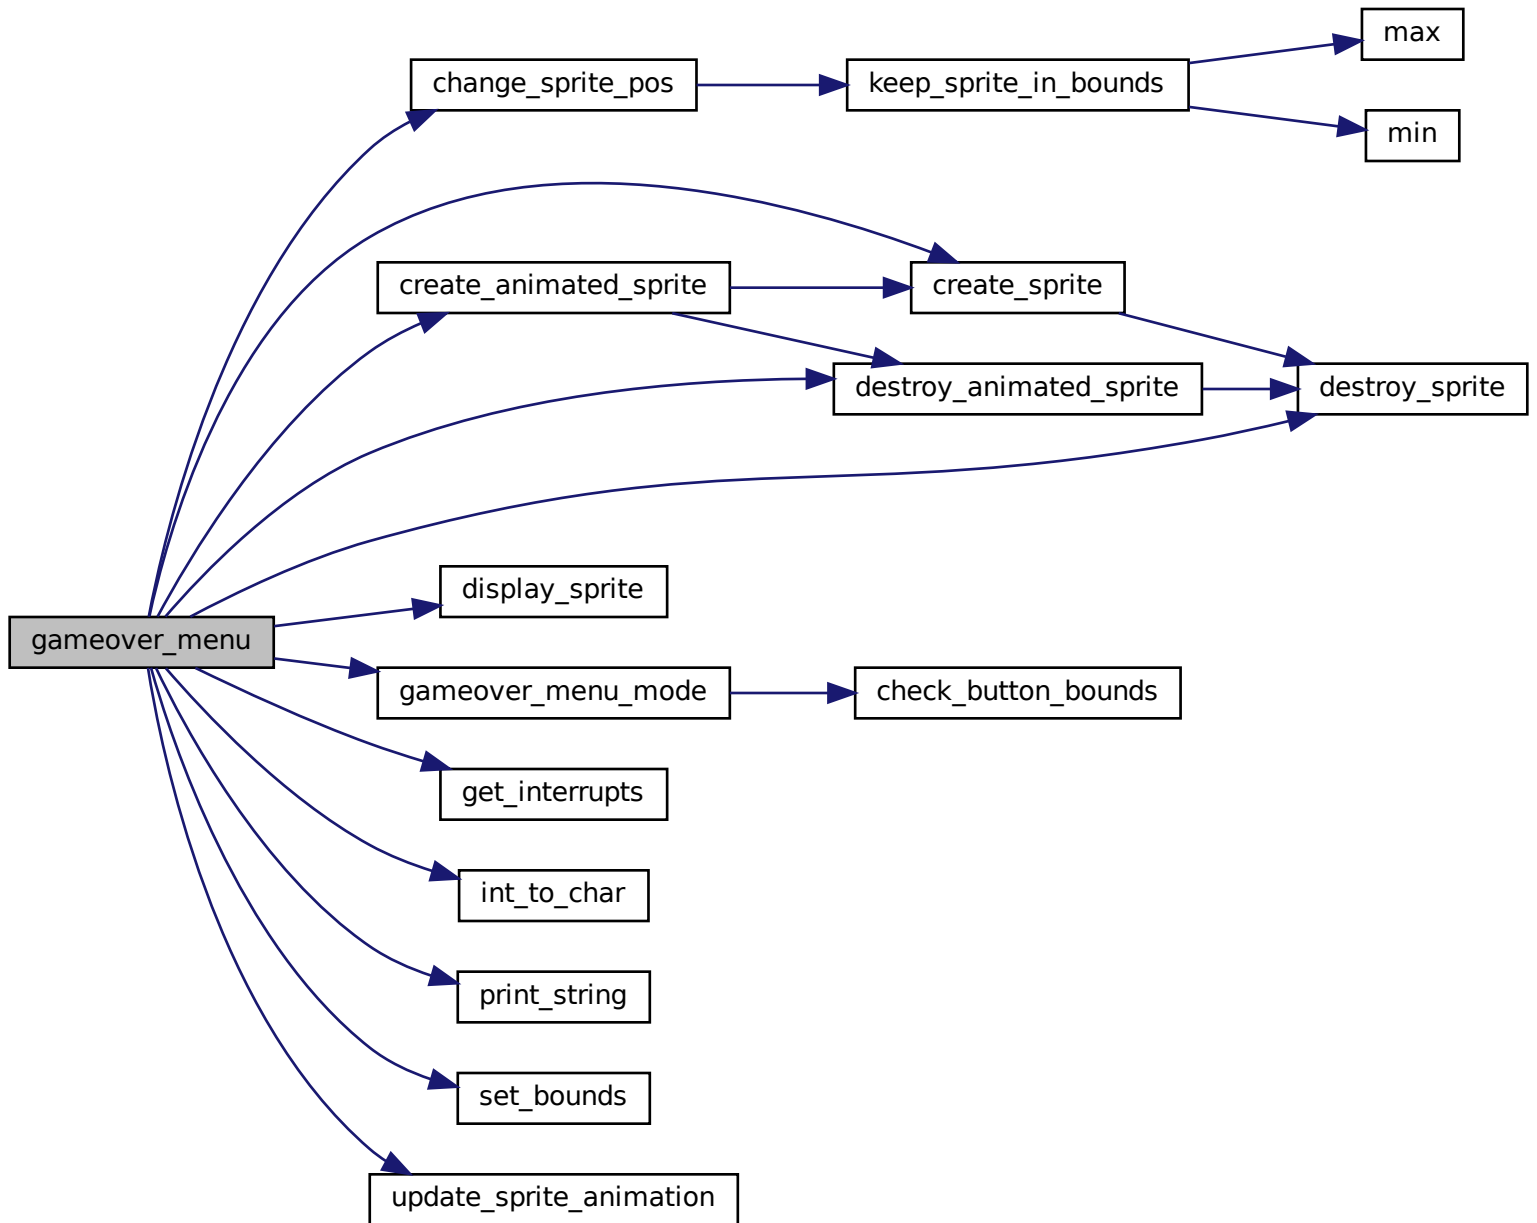 max
change_sprite_pos
keep_sprite_in_bounds
min
create_animated_sprite
create_sprite
destroy_animated_sprite
destroy_sprite
display_sprite
gameover_menu
gameover_menu_mode
check_button_bounds
get_interrupts
int_to_char
print_string
set_bounds
update_sprite_animation